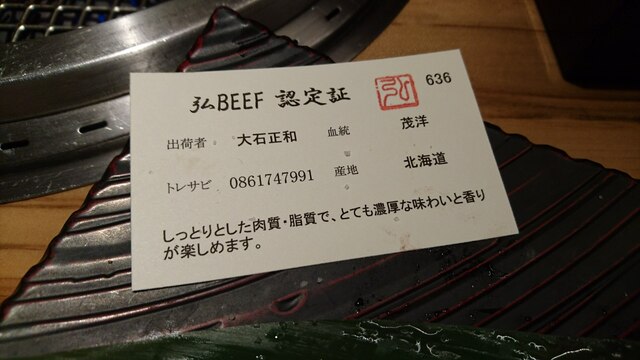 弘BEEF 認定証 弘 636
出荷者 大石正和 血統 茂洋
トレサビ 0861747991 産地 北海道
しっとりとした肉質・脂質で、とても濃厚な味わいと香り
が楽しめます。